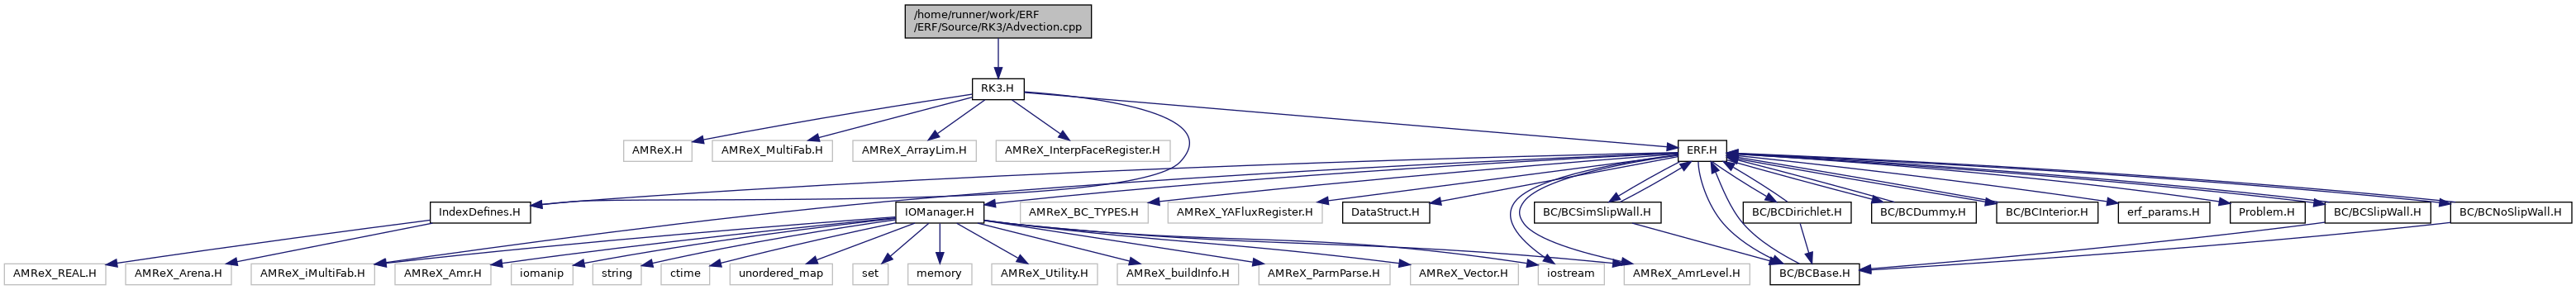 /home/runner/work/ERF
/ERF/Source/RK3/Advection.cpp
RK3.H
AMReX.H
AMReX_MultiFab.H
AMReX_ArrayLim.H
AMReX_InterpFaceRegister.H
ERF.H
IndexDefines.H
IOManager.H
AMReX_BC_TYPES.H
AMReX_YAFluxRegister.H
DataStruct.H
BC/BCSimSlipWall.H
BC/BCDirichlet.H
BC/BCDummy.H
BC/BCInterior.H
erf_params.H
Problem.H
BC/BCSlipWall.H
BC/BCNoSlipWall.H
AMReX_REAL.H
AMReX_Arena.H
AMReX_iMultiFab.H
AMReX_Amr.H
iomanip
string
ctime
unordered_map
set
memory
AMReX_Utility.H
AMReX_buildInfo.H
AMReX_ParmParse.H
AMReX_Vector.H
iostream
AMReX_AmrLevel.H
BC/BCBase.H